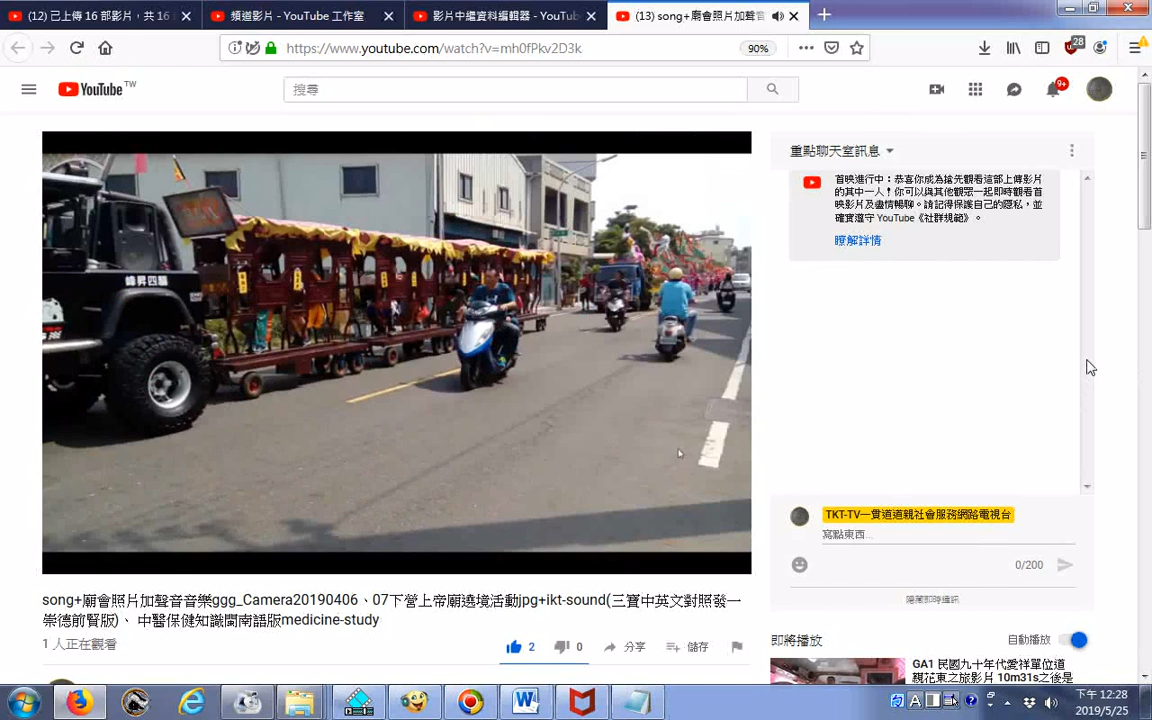 (12) 已上傳 16 部影片，共 16
頻道影片 - YouTube 工作室
影片中繼資料編輯器 - YouTub
(13) song+廟會照片加聲音
https://www.youtube.com/watch?v=mh0fPkv2D3k
90%
28
YouTube TW
搜尋
9+
重點聊天室訊息
首映進行中：恭喜你成為搶先觀看這部上傳影片
的其中一人！你可以與其他觀眾一起即時觀看首
映影片及盡情暢聊。請記得保護自己的隱私，並
確實遵守 YouTube《社群規範》。
瞭解詳情
峰昇四驅
TKT-TV一貫道道親社會服務網路電視台
寫點東西...
0/200
隱藏即時通訊
song+廟會照片加聲音音樂ggg_Camera20190406、07下營上帝廟遶境活動jpg+ikt-sound(三寶中英文對照發一
崇德前賢版)、 中醫保健知識閩南語版medicine-study
1 人正在觀看
2
0
分享
儲存
即將播放
自動播放
GA1 民國九十年代愛祥單位道
親花東之旅影片 10m31s之後是
下午 12:28
2019/5/25